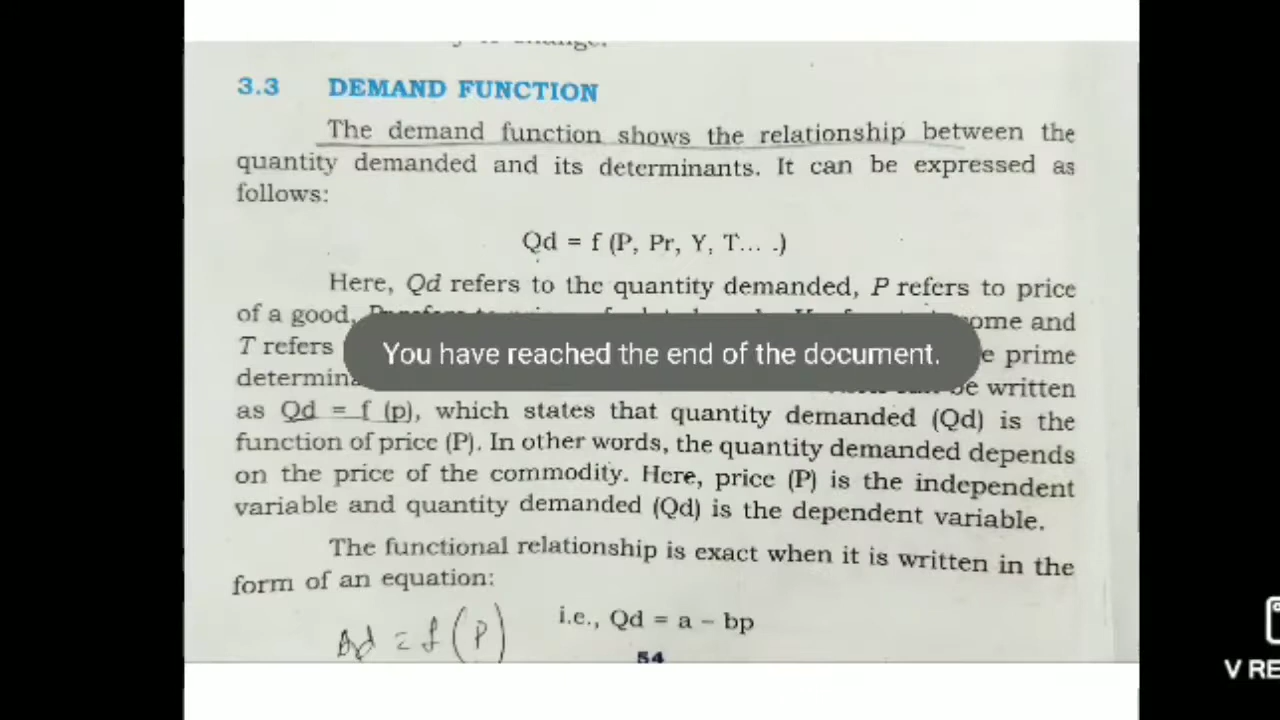 change.
3.3 DEMAND FUNCTION
The demand function shows the relationship between the
quantity demanded and its determinants. It can be expressed as
follows:
Qd = f (P, Pr, Y, T... .)
Here, Qd refers to the quantity demanded, P refers to price
of a good, ome and
T refers e prime
determina be written
You have reached the end of the document.
as Qd = f (p), which states that quantity demanded (Qd) is the
function of price (P). In other words, the quantity demanded depends
on the price of the commodity. Here, price (P) is the independent
variable and quantity demanded (Qd) is the dependent variable.
The functional relationship is exact when it is written in the
form of an equation:
i.e., Qd = a – bp
Qd = f (P)
54
V RE